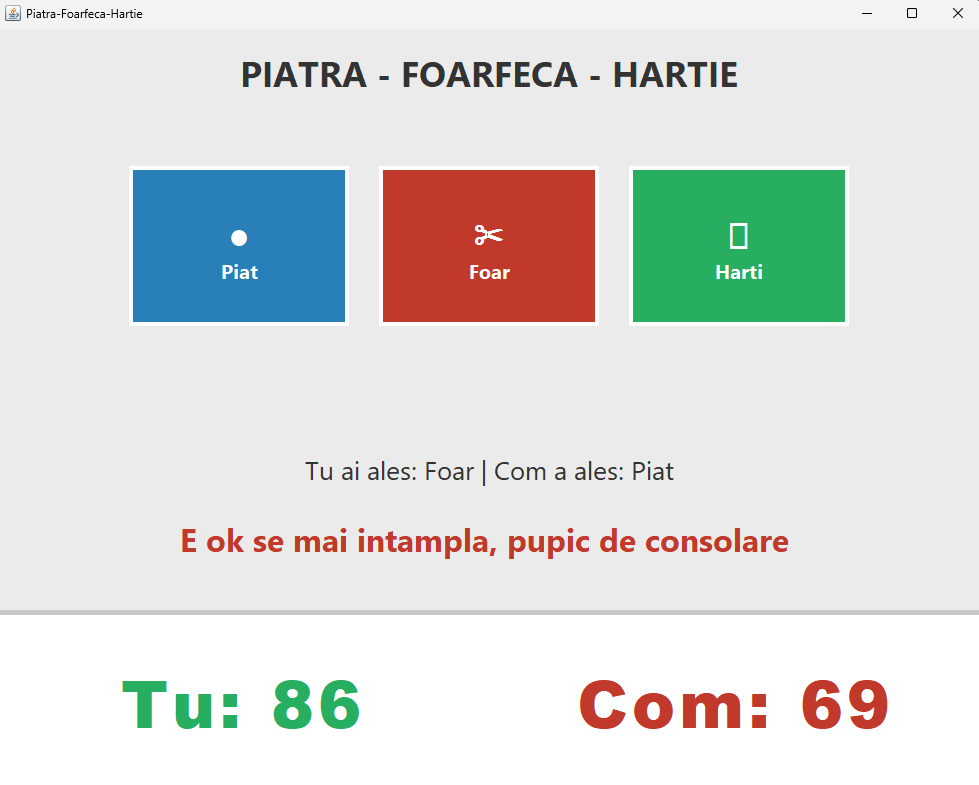 Piatra-Foarfeca-Hartie
PIATRA - FOARFECA - HARTIE
Piat
Foar
Harti
Tu ai ales: Foar | Com a ales: Piat
E ok se mai intampla, pupic de consolare
Tu: 86
Com: 69